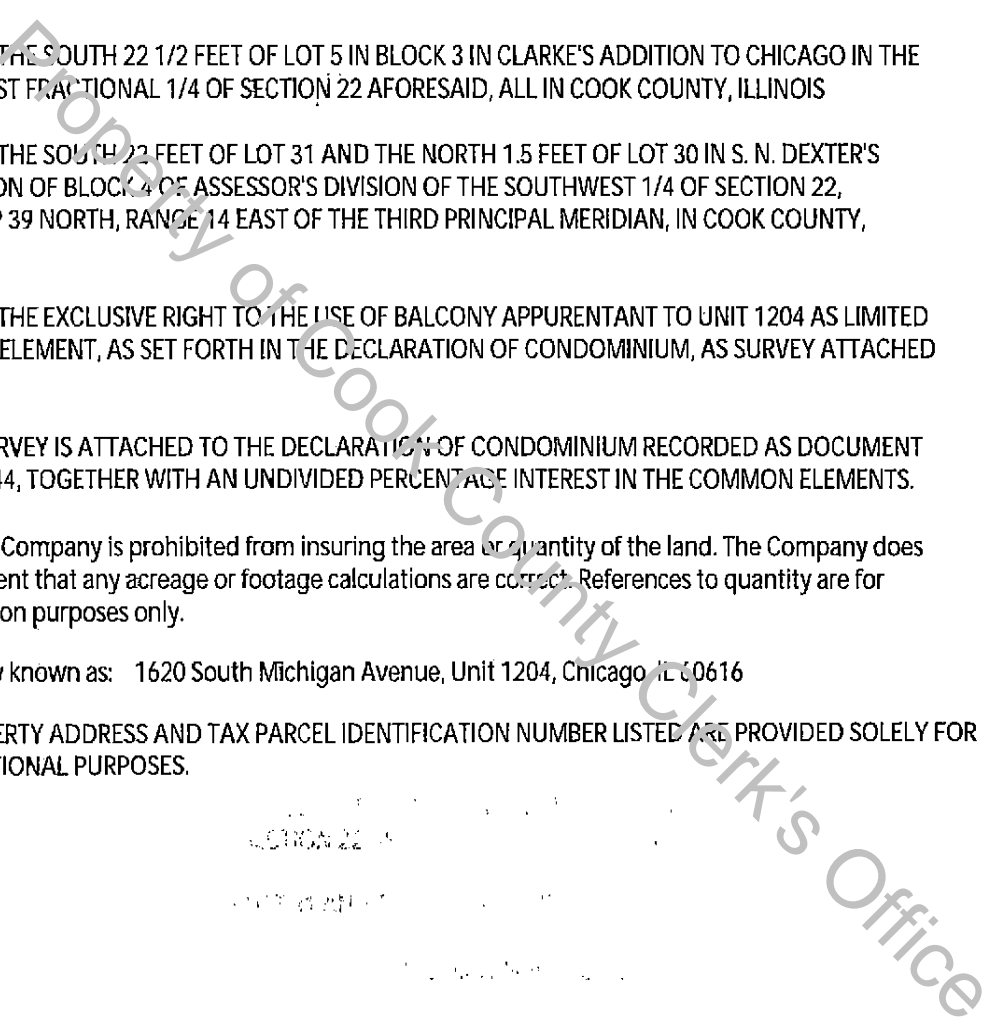 THE SOUTH 22 1/2 FEET OF LOT 5 IN BLOCK 3 IN CLARKE'S ADDITION TO CHICAGO IN THE
ST FRACTIONAL 1/4 OF SECTION 22 AFORESAID, ALL IN COOK COUNTY, ILLINOIS
THE SOUTH 22 FEET OF LOT 31 AND THE NORTH 1.5 FEET OF LOT 30 IN S. N. DEXTER'S
ON OF BLOCK 4 OF ASSESSOR'S DIVISION OF THE SOUTHWEST 1/4 OF SECTION 22,
P 39 NORTH, RANGE 14 EAST OF THE THIRD PRINCIPAL MERIDIAN, IN COOK COUNTY,
THE EXCLUSIVE RIGHT TO THE USE OF BALCONY APPURENTANT TO UNIT 1204 AS LIMITED
ELEMENT, AS SET FORTH IN THE DECLARATION OF CONDOMINIUM, AS SURVEY ATTACHED
RVEY IS ATTACHED TO THE DECLARATION OF CONDOMINIUM RECORDED AS DOCUMENT
44, TOGETHER WITH AN UNDIVIDED PERCENTAGE INTEREST IN THE COMMON ELEMENTS.
Company is prohibited from insuring the area or quantity of the land. The Company does
ent that any acreage or footage calculations are correct. References to quantity are for
on purposes only.
y known as: 1620 South Michigan Avenue, Unit 1204, Chicago, IL 60616
ERTY ADDRESS AND TAX PARCEL IDENTIFICATION NUMBER LISTED ARE PROVIDED SOLELY FOR
TIONAL PURPOSES.
Property of Cook County Clerk's Office